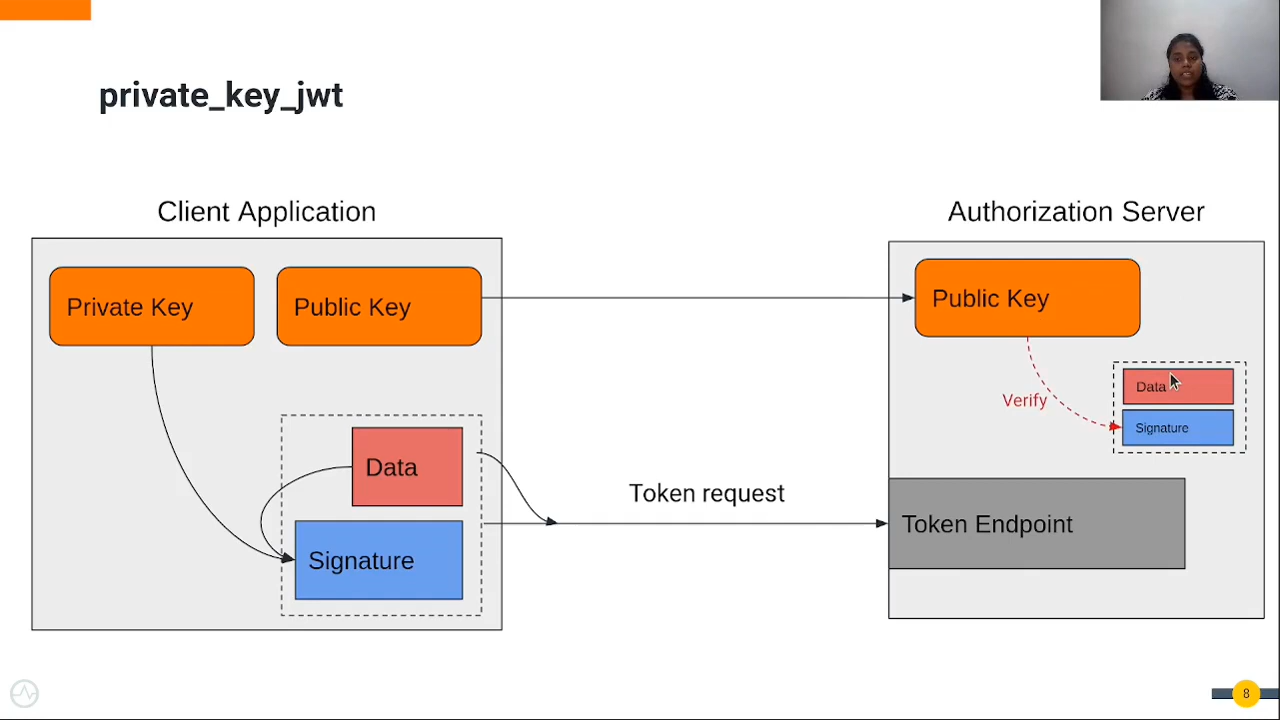 private_key_jwt
Client Application
Authorization Server
Private Key
Public Key
Public Key
Data
Verify
Signature
Data
Token request
Token Endpoint
Signature
8